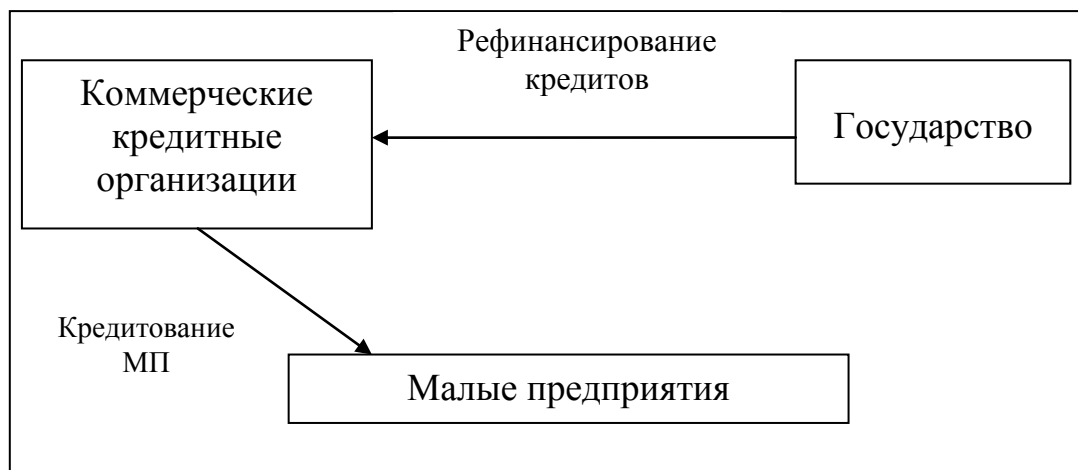 Рефинансирование
кредитов
Коммерческие
кредитные
организации
Государство
Кредитование
МП
Малые предприятия